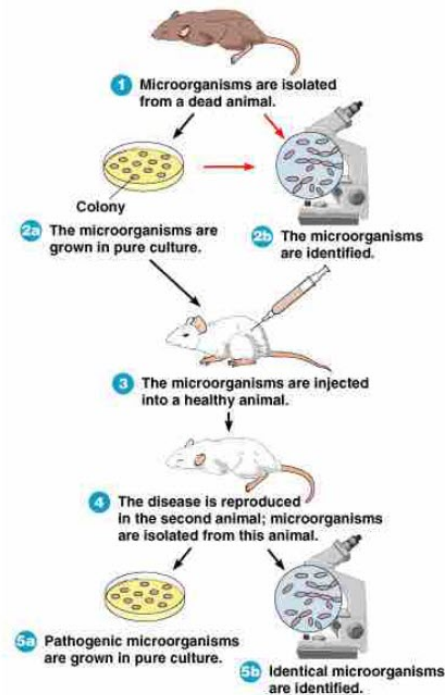 1 Microorganisms are isolated
from a dead animal.
Colony
2a The microorganisms are
grown in pure culture.
2b The microorganisms
are identified.
3 The microorganisms are injected
into a healthy animal.
4 The disease is reproduced
in the second animal; microorganisms
are isolated from this animal.
5a Pathogenic microorganisms
are grown in pure culture.
5b Identical microorganisms
are identified.